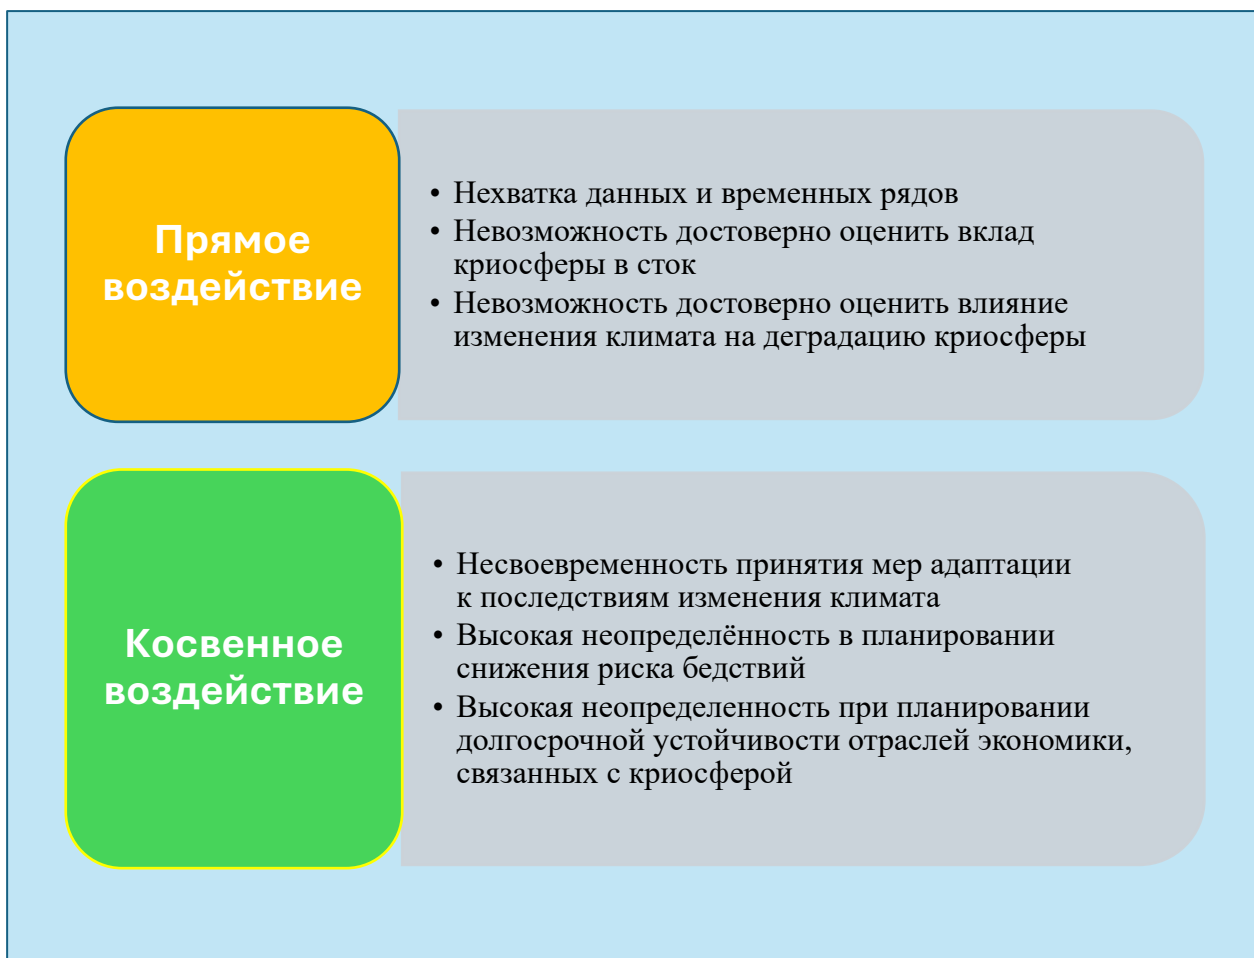 Прямое
воздействие
• Нехватка данных и временных рядов
• Невозможность достоверно оценить вклад
криосферы в сток
• Невозможность достоверно оценить влияние
изменения климата на деградацию криосферы
Косвенное
воздействие
• Несвоевременность принятия мер адаптации
к последствиям изменения климата
• Высокая неопределённость в планировании
снижения риска бедствий
• Высокая неопределенность при планировании
долгосрочной устойчивости отраслей экономики,
связанных с криосферой